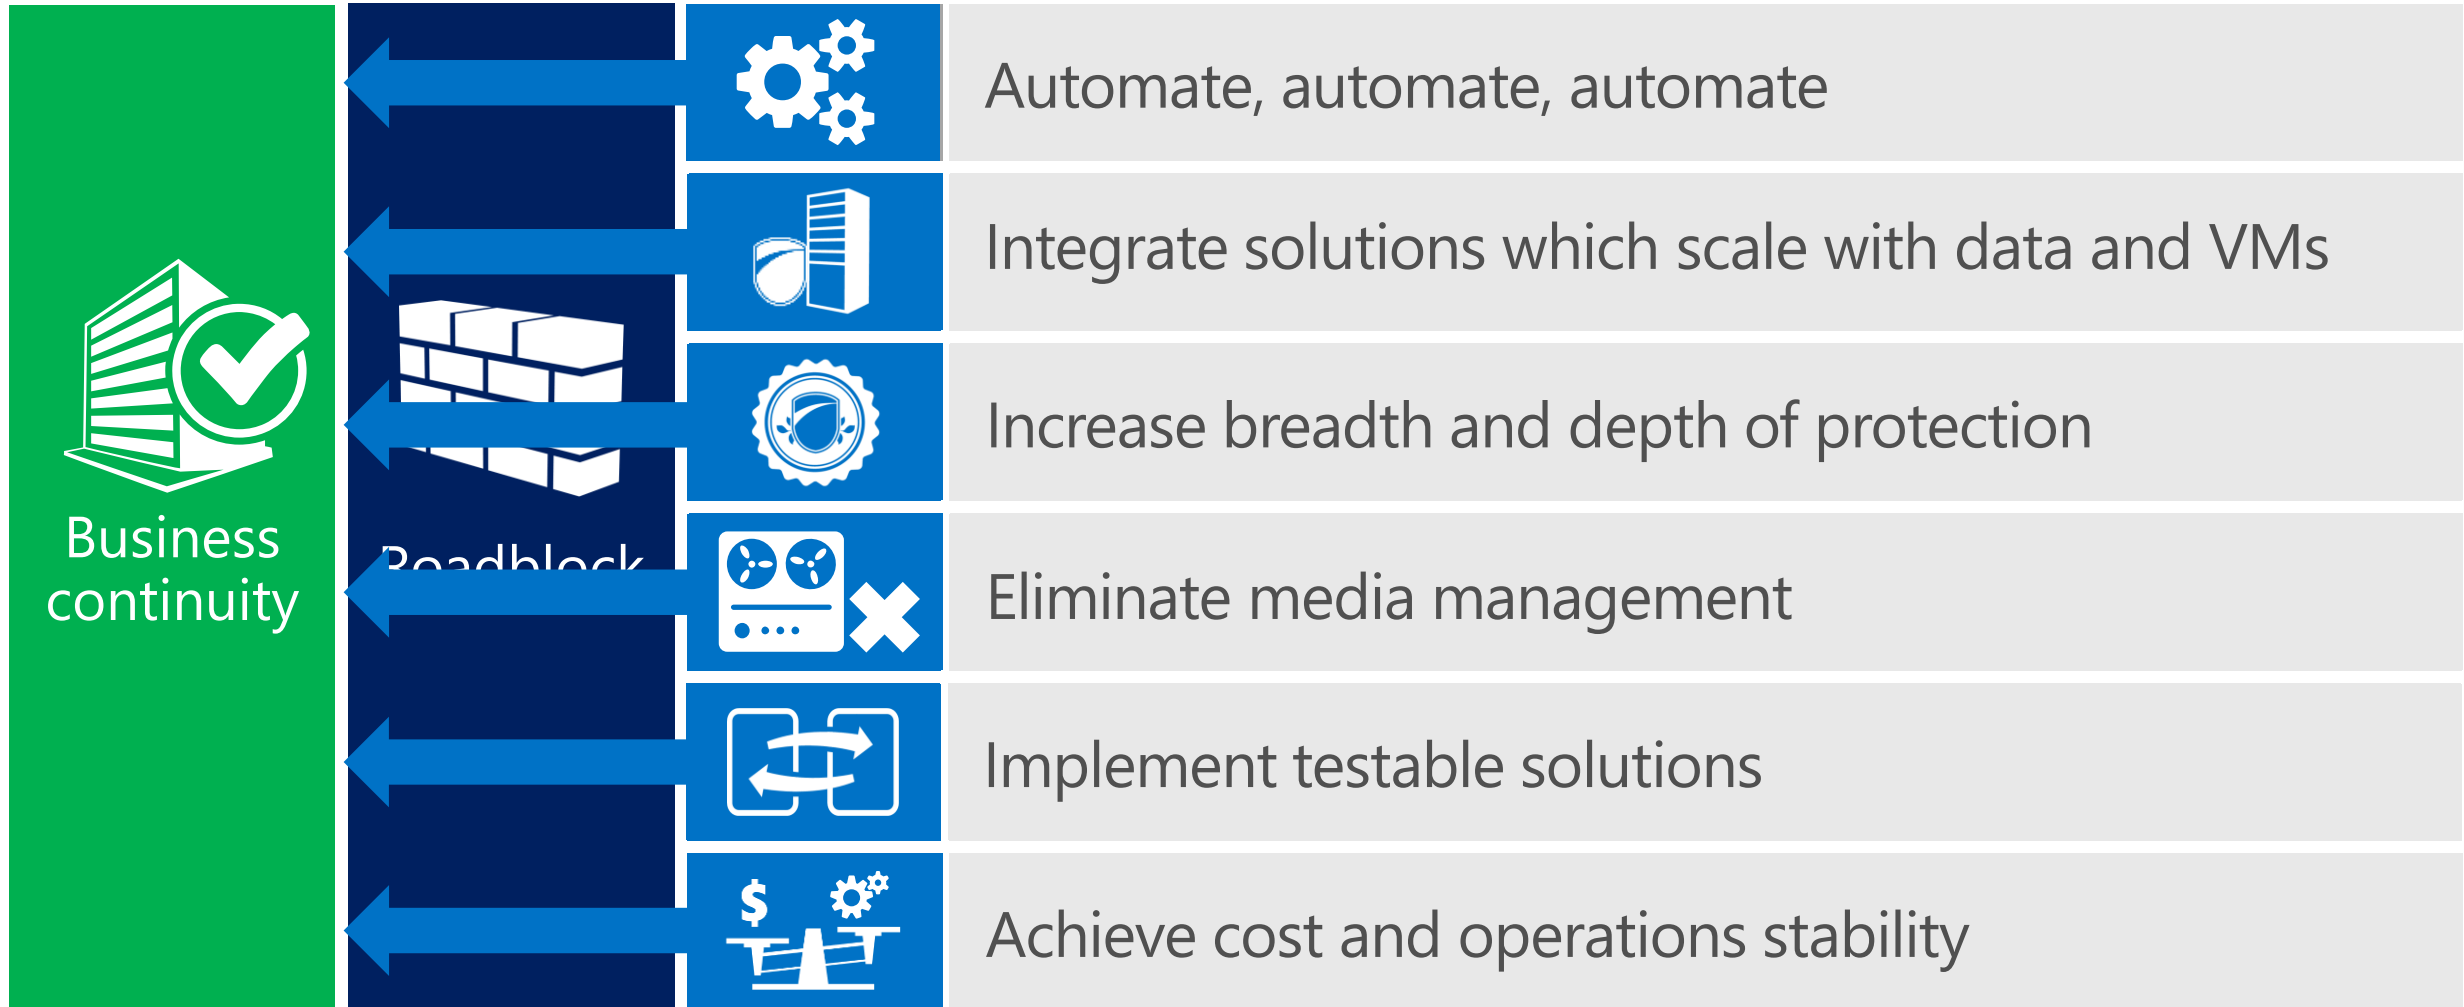 Business
continuity
Roadblock
Automate, automate, automate
Integrate solutions which scale with data and VMs
Increase breadth and depth of protection
Eliminate media management
Implement testable solutions
$
Achieve cost and operations stability